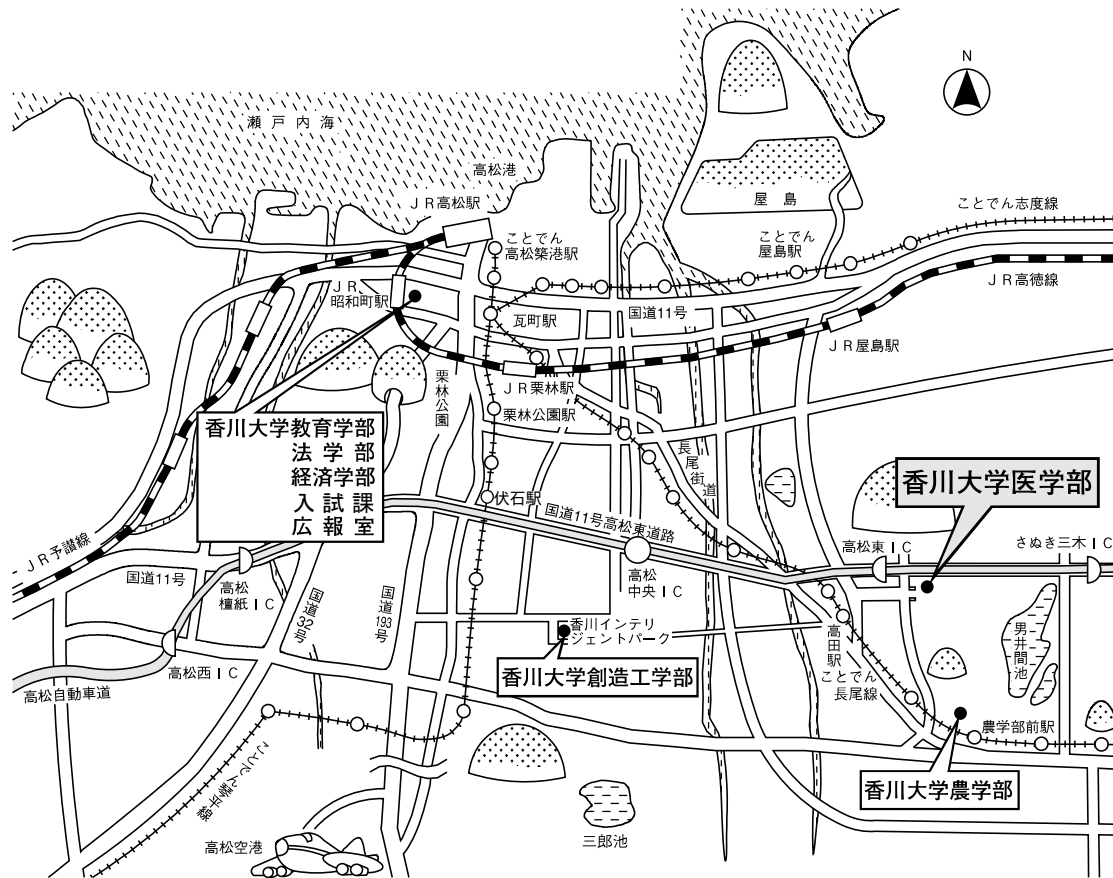 N
瀬戸内海
高松港
JR高松駅
屋島
ことでん志度線
ことでん
高松築港駅
ことでん
屋島駅
JR高徳線
JR
昭和町駅
瓦町駅
国道11号
JR屋島駅
JR栗林駅
栗林公園
栗林公園駅
香川大学教育学部
法学部
経済学部
入試課
広報室
長尾街道
香川大学医学部
伏石駅
国道11号高松東道路
高松東IC
さぬき三木IC
JR予讃線
国道11号
高松
檀紙IC
高松
中央IC
国道32号
国道193号
香川インテリ
ジェントパーク
高田駅
男井間池
高松西IC
香川大学創造工学部
ことでん
長尾線
高松自動車道
農学部前駅
ことでん琴平線
香川大学農学部
高松空港
三郎池